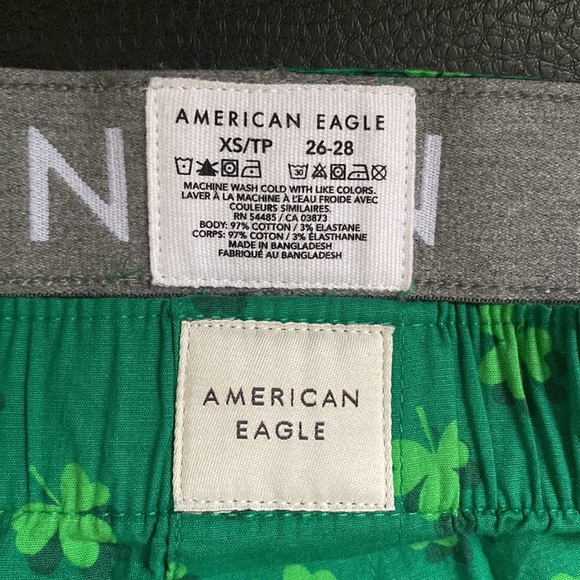 AMERICAN EAGLE
XS/TP 26-28
30
MACHINE WASH COLD WITH LIKE COLORS.
LAVER À LA MACHINE À L'EAU FROIDE AVEC
COULEURS SIMILAIRES.
RN 54485 / CA 03873
BODY: 97% COTTON / 3% ELASTANE
CORPS: 97% COTON / 3% ÉLASTHANNE
MADE IN BANGLADESH
FABRIQUÉ AU BANGLADESH
AMERICAN
EAGLE